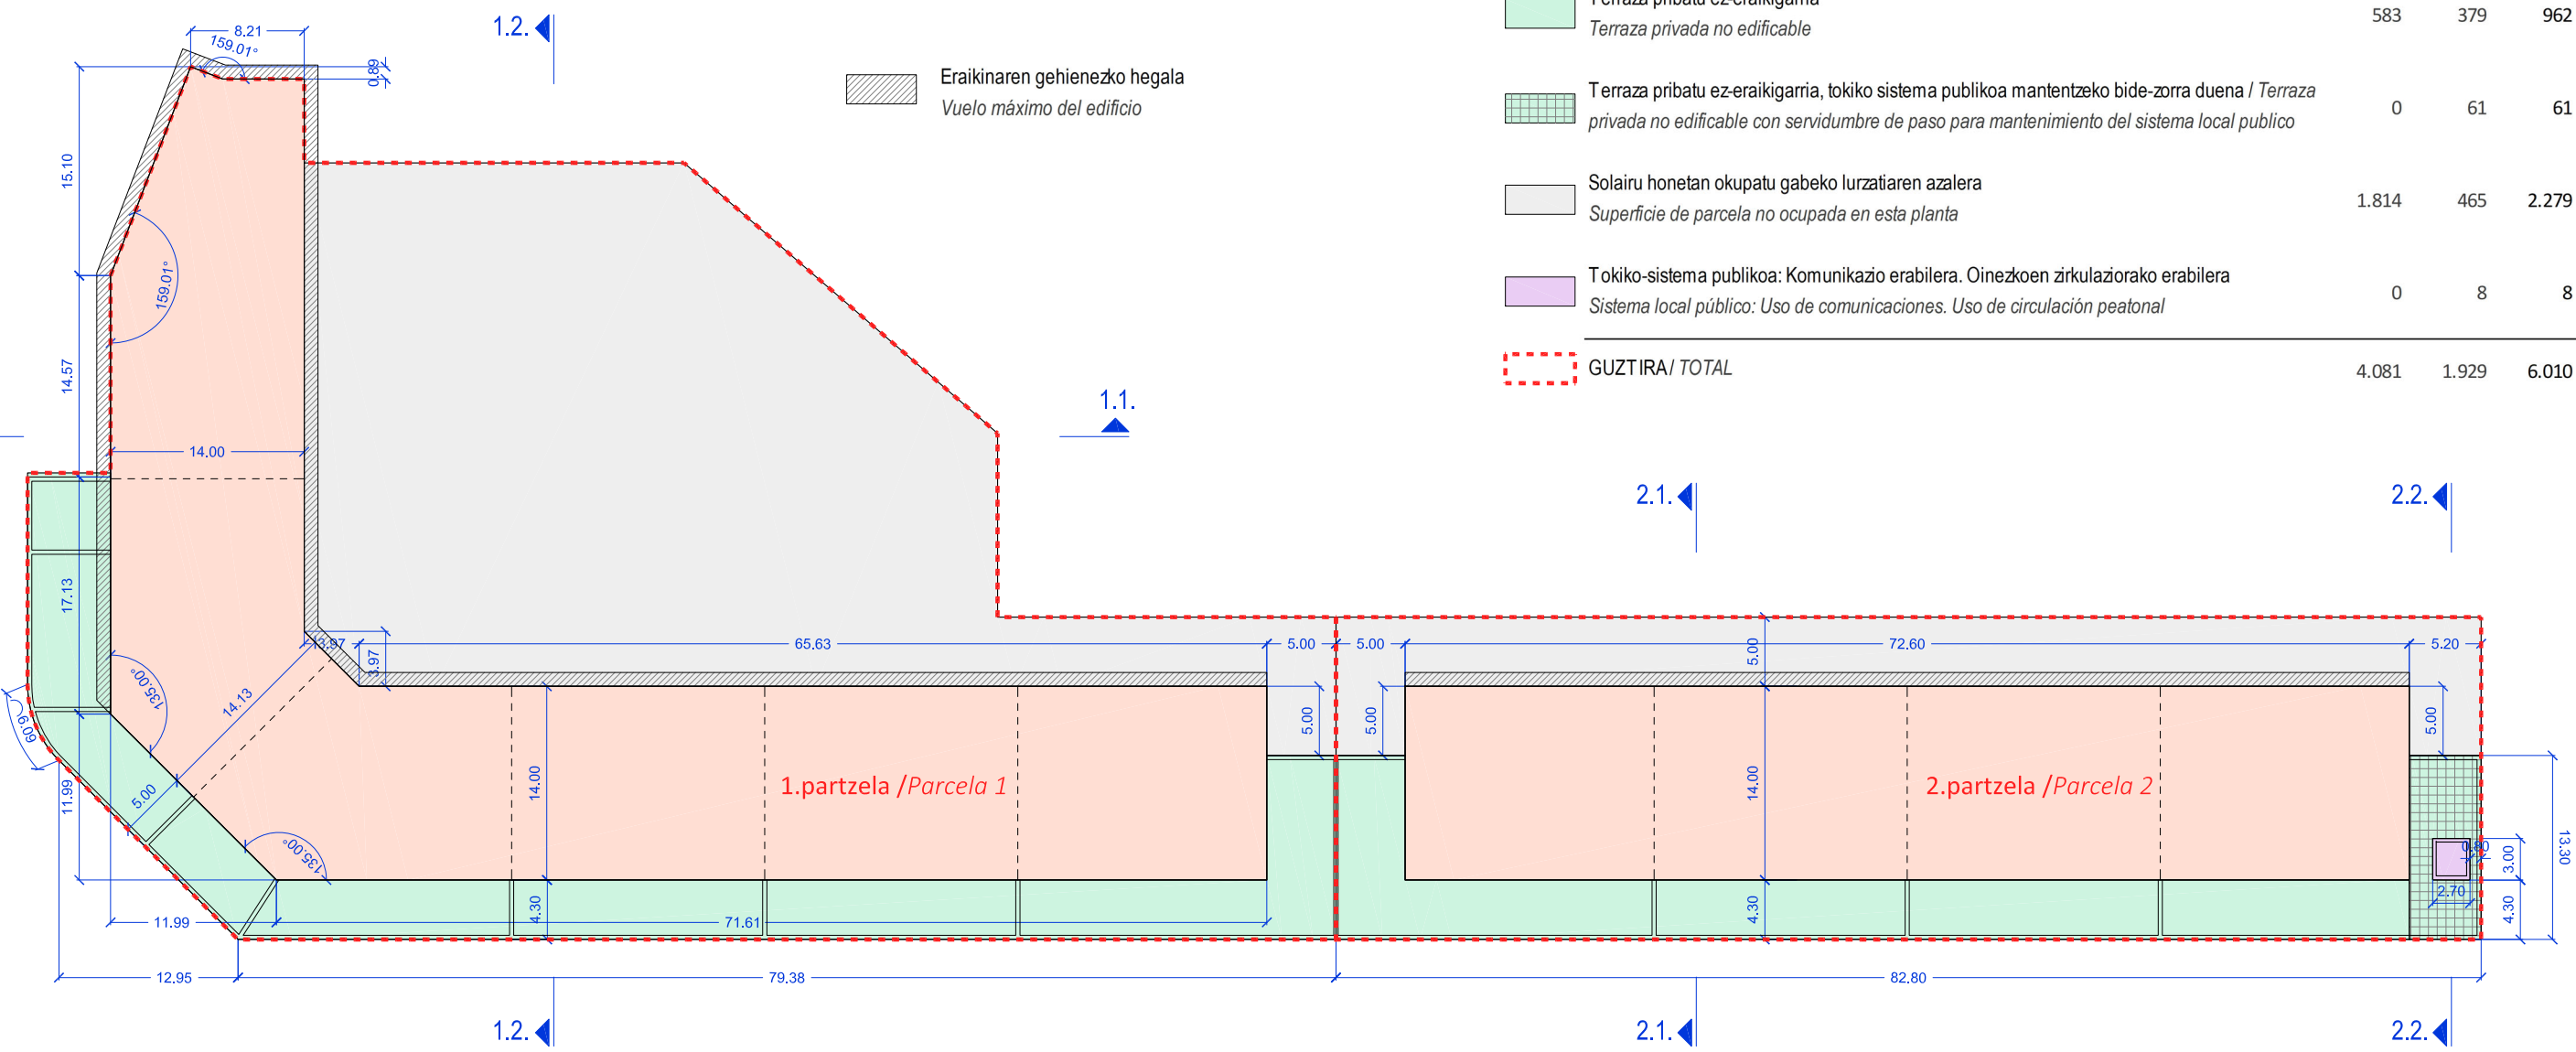 Terraza pribatu ez-eraikigarria
Terraza privada no edificable
583 379 962
Eraikinaren gehienezko hegala
Vuelo máximo del edificio
Terraza pribatu ez-eraikigarria, tokiko sistema publikoa mantentzeko bide-zorra duena / Terraza
privada no edificable con servidumbre de paso para mantenimiento del sistema local publico
0 61 61
Solairu honetan okupatu gabeko lurzatiaren azalera
Superficie de parcela no ocupada en esta planta
1.814 465 2.279
Tokiko-sistema publikoa: Komunikazio erabilera. Oinezkoen zirkulaziorako erabilera
Sistema local público: Uso de comunicaciones. Uso de circulación peatonal
0 8 8
GUZTIRA / TOTAL
4.081 1.929 6.010
1.2.
8.21
159.01°
0.89
15.10
159.01°
14.57
14.00
1.1.
2.1.
2.2.
17.13
3.97
3.97
65.63
5.00
5.00
5.00
72.60
5.20
135.00°
14.13
5.00
5.00
5.00
6.09
11.99
5.00
14.00
1.partzela /Parcela 1
14.00
2.partzela /Parcela 2
135.00°
0.80
3.00
13.30
2.70
11.99
4.30
71.61
4.30
4.30
12.95
79.38
82.80
1.2.
2.1.
2.2.